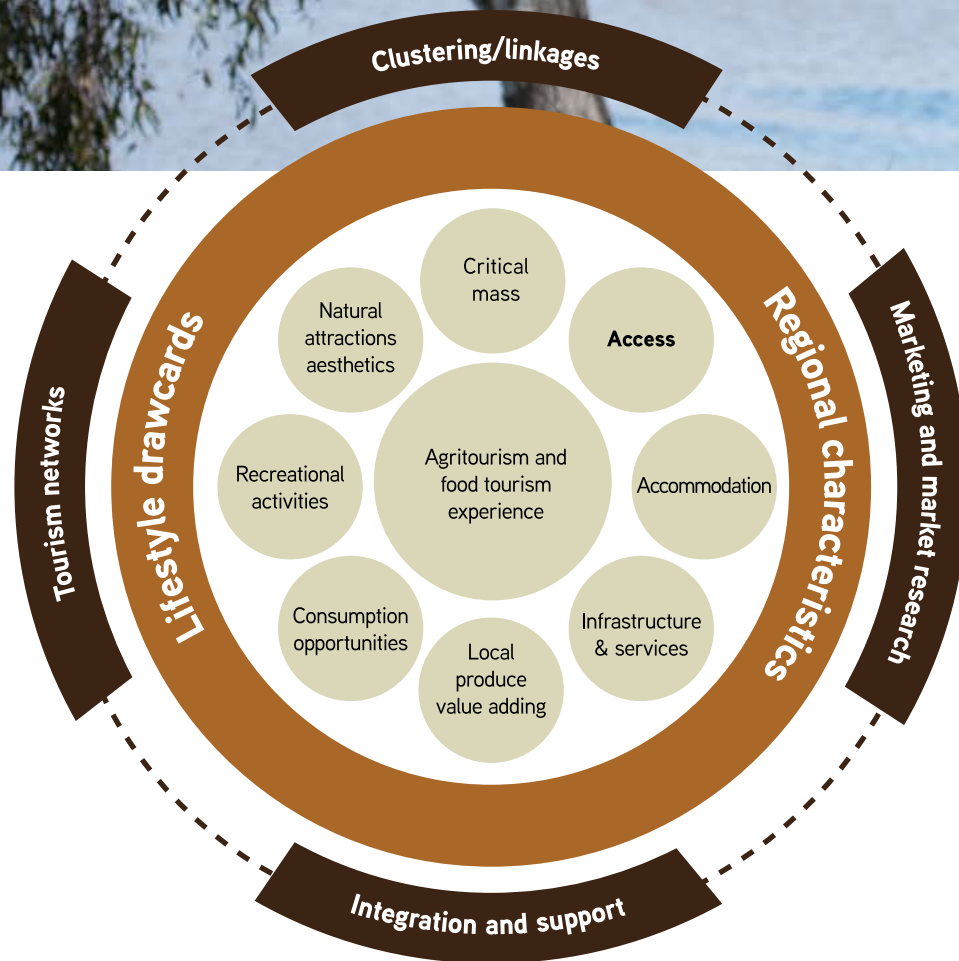 Clustering/linkages
Critical
mass
Natural
attractions
aesthetics
Access
Lifestyle drawcards
Regional characteristics
Marketing and market research
Tourism networks
Recreational
activities
Agritourism and
food tourism
experience
Accommodation
Consumption
opportunities
Infrastructure
& services
Local
produce
value adding
Integration and support